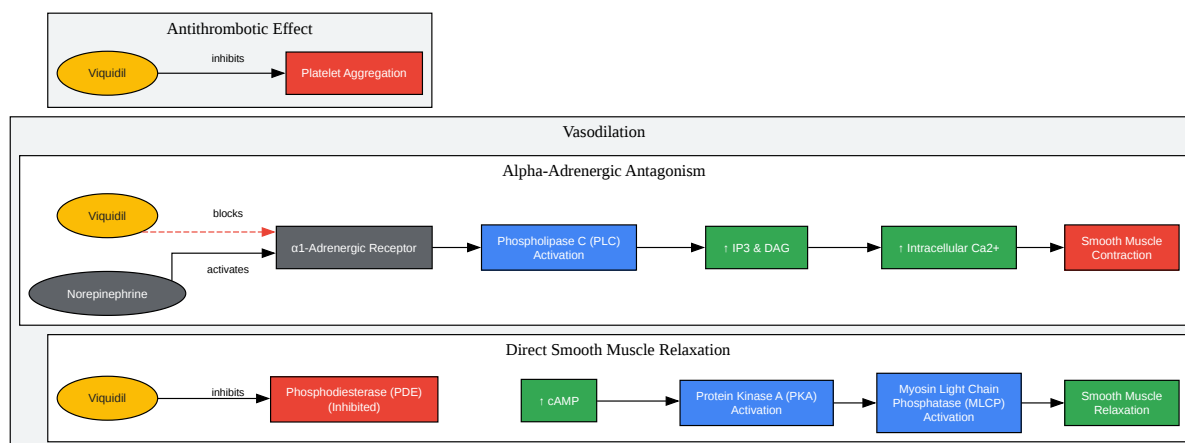 Antithrombotic Effect
Viquidil
inhibits
Platelet Aggregation
Vasodilation
Alpha-Adrenergic Antagonism
Viquidil
blocks
Norepinephrine
activates
α1-Adrenergic Receptor
Phospholipase C (PLC)
Activation
↑ IP3 & DAG
↑ Intracellular Ca2+
Smooth Muscle
Contraction
Direct Smooth Muscle Relaxation
Viquidil
inhibits
Phosphodiesterase (PDE)
(Inhibited)
↑ cAMP
Protein Kinase A (PKA)
Activation
Myosin Light Chain
Phosphatase (MLCP)
Activation
Smooth Muscle
Relaxation